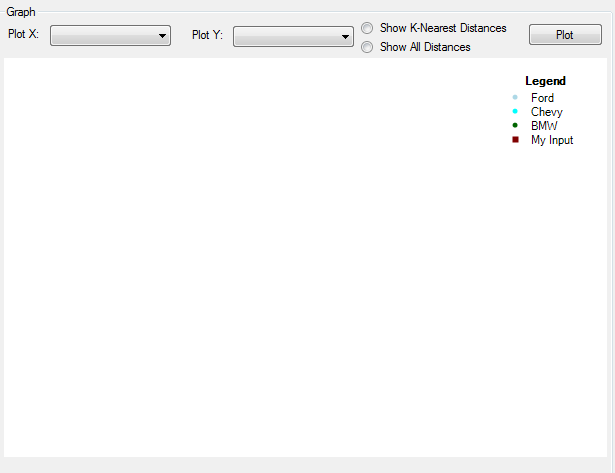 Graph
Plot X:
Plot Y:
Show K-Nearest Distances
Show All Distances
Plot
Legend
Ford
Chevy
BMW
My Input